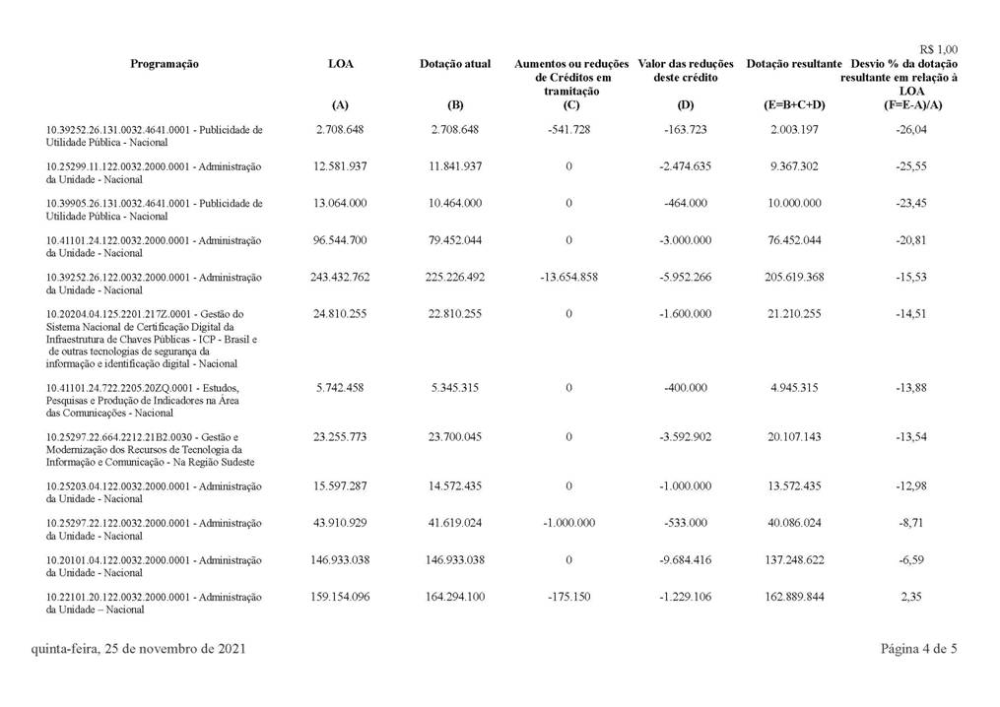 R$ 1,00
Programação LOA Dotação atual Aumentos ou reduções Valor das reduções Dotação resultante Desvio % da dotação
de Créditos em deste crédito resultante em relação à
tramitação LOA
(A) (B) (C) (D) (E=B+C+D) (F=E-A)/A)
10.39252.26.131.0032.4641.0001 - Publicidade de 2.708.648 2.708.648 -541.728 -163.723 2.003.197 -26,04
Utilidade Pública - Nacional
10.25299.11.122.0032.2000.0001 - Administração 12.581.937 11.841.937 0 -2.474.635 9.367.302 -25,55
da Unidade - Nacional
10.39905.26.131.0032.4641.0001 - Publicidade de 13.064.000 10.464.000 0 -464.000 10.000.000 -23,45
Utilidade Pública - Nacional
10.41101.24.122.0032.2000.0001 - Administração 96.544.700 79.452.044 0 -3.000.000 76.452.044 -20,81
da Unidade - Nacional
10.39252.26.122.0032.2000.0001 - Administração 243.432.762 225.226.492 -13.654.858 -5.952.266 205.619.368 -15,53
da Unidade - Nacional
10.20204.04.125.2201.217Z.0001 - Gestão do 24.810.255 22.810.255 0 -1.600.000 21.210.255 -14,51
Sistema Nacional de Certificação Digital da
Infraestrutura de Chaves Públicas - ICP - Brasil e
de outras tecnologias de segurança da
informação e identificação digital - Nacional
10.41101.24.722.2205.20ZQ.0001 - Estudos, 5.742.458 5.345.315 0 -400.000 4.945.315 -13,88
Pesquisas e Produção de Indicadores na Área
das Comunicações - Nacional
10.25297.22.664.2212.21B2.0030 - Gestão e 23.255.773 23.700.045 0 -3.592.902 20.107.143 -13,54
Modernização dos Recursos de Tecnologia da
Informação e Comunicação - Na Região Sudeste
10.25203.04.122.0032.2000.0001 - Administração 15.597.287 14.572.435 0 -1.000.000 13.572.435 -12,98
da Unidade - Nacional
10.25297.22.122.0032.2000.0001 - Administração 43.910.929 41.619.024 -1.000.000 -533.000 40.086.024 -8,71
da Unidade - Nacional
10.20101.04.122.0032.2000.0001 - Administração 146.933.038 146.933.038 0 -9.684.416 137.248.622 -6,59
da Unidade - Nacional
10.22101.20.122.0032.2000.0001 - Administração 159.154.096 164.294.100 -175.150 -1.229.106 162.889.844 2,35
da Unidade – Nacional
quinta-feira, 25 de novembro de 2021 Página 4 de 5